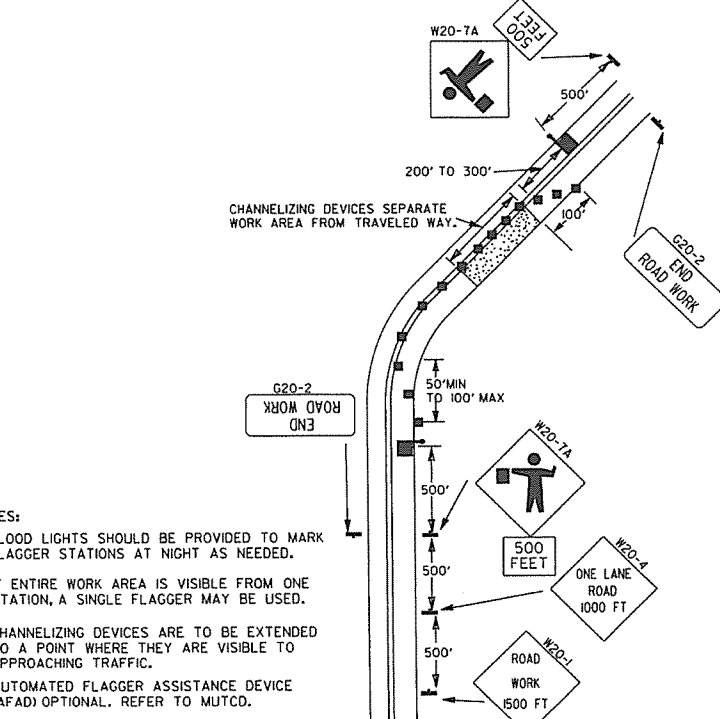 W20-7A
500
FEET
500'
200' TO 300'
CHANNELIZING DEVICES SEPARATE
WORK AREA FROM TRAVELED WAY.
100'
G20-2
END
ROAD WORK
50'MIN
TO 100' MAX
G20-2
END
ROAD WORK
W20-7A
500'
500
FEET
W20-4
ONE LANE
ROAD
1000 FT
500'
W20-1
ROAD
WORK
1500 FT
500'
ES:
LOOD LIGHTS SHOULD BE PROVIDED TO MARK
LAGGER STATIONS AT NIGHT AS NEEDED.
F ENTIRE WORK AREA IS VISIBLE FROM ONE
TATION, A SINGLE FLAGGER MAY BE USED.
HANNELIZING DEVICES ARE TO BE EXTENDED
O A POINT WHERE THEY ARE VISIBLE TO
PPROACHING TRAFFIC.
UTOMATED FLAGGER ASSISTANCE DEVICE
AFAD) OPTIONAL. REFER TO MUTCD.